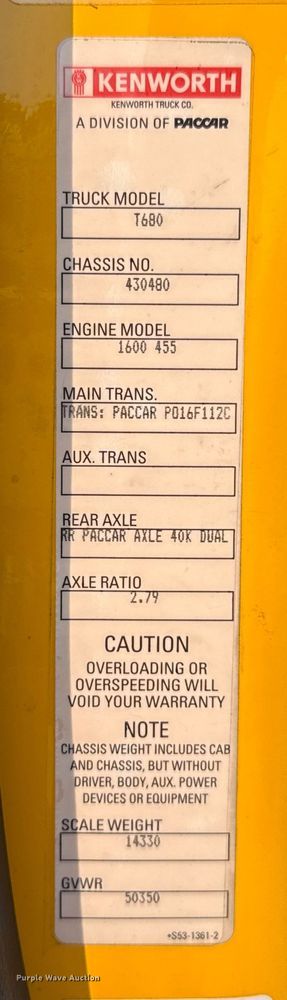 KENWORTH
KENWORTH TRUCK CO.
A DIVISION OF PACCAR
TRUCK MODEL
T680
CHASSIS NO.
430480
ENGINE MODEL
1600 455
MAIN TRANS.
TRANS: PACCAR PO16F112C
AUX. TRANS
REAR AXLE
RR PACCAR AXLE 40K DUAL
AXLE RATIO
2.79
CAUTION
OVERLOADING OR
OVERSPEEDING WILL
VOID YOUR WARRANTY
NOTE
CHASSIS WEIGHT INCLUDES CAB
AND CHASSIS, BUT WITHOUT
DRIVER, BODY, AUX. POWER
DEVICES OR EQUIPMENT
SCALE WEIGHT
14330
GVWR
50350
+S53-1361-2
Purple Wave Auction